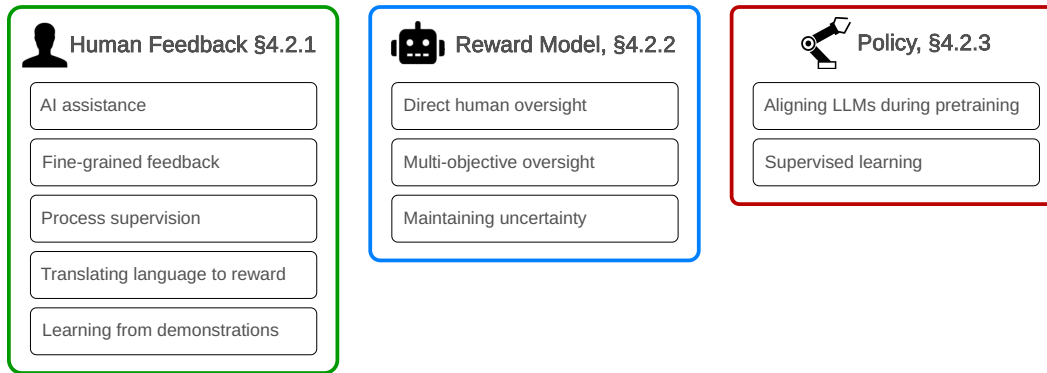 Human Feedback §4.2.1
AI assistance
Fine-grained feedback
Process supervision
Translating language to reward
Learning from demonstrations
Reward Model, §4.2.2
Direct human oversight
Multi-objective oversight
Maintaining uncertainty
Policy, §4.2.3
Aligning LLMs during pretraining
Supervised learning